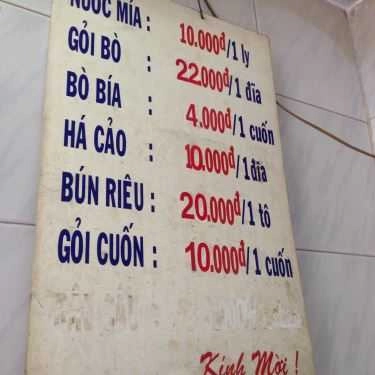 NƯỚC MÍA : 10.000đ/1 ly
GỎI BÒ : 22.000đ/1 đĩa
BÒ BÍA : 4.000đ/1 cuốn
HÁ CẢO : 10.000đ/1 đĩa
BÚN RIÊU : 20.000đ/1 tô
GỎI CUỐN : 10.000đ/1 cuốn
Kính Mời !